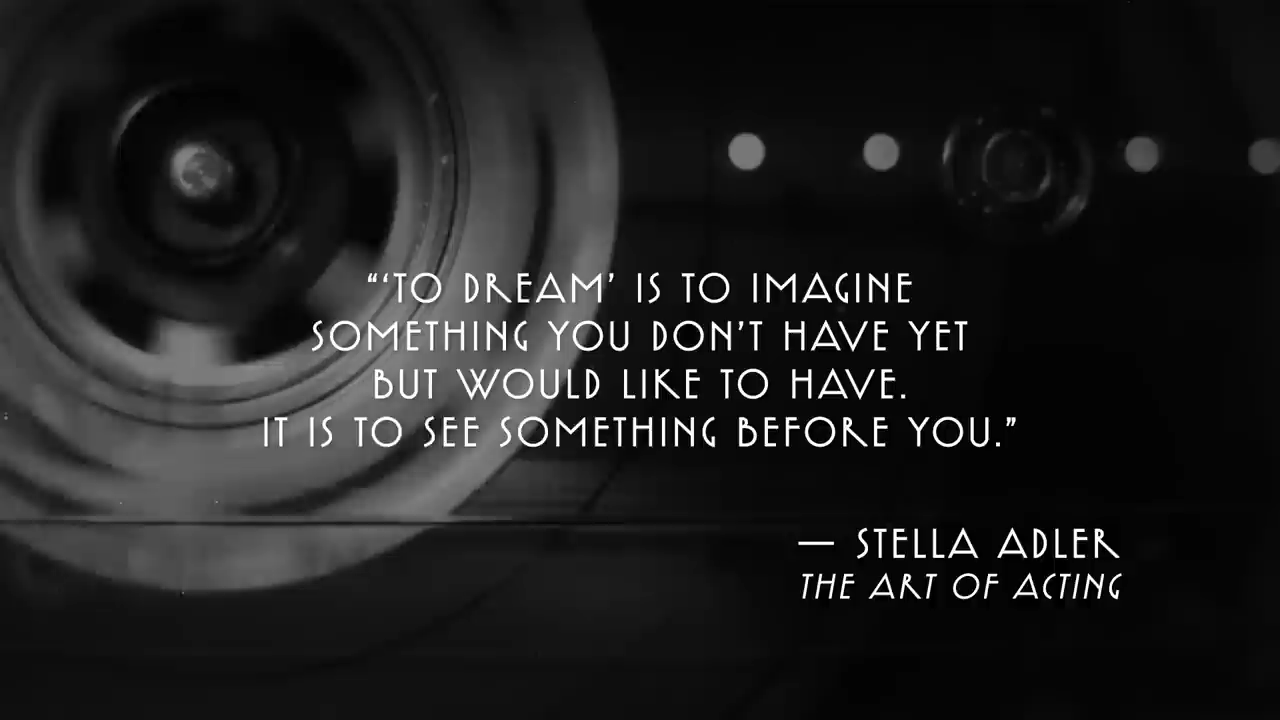 “‘TO DREAM’ IS TO IMAGINE
SOMETHING YOU DON’T HAVE YET
BUT WOULD LIKE TO HAVE.
IT IS TO SEE SOMETHING BEFORE YOU.”
— STELLA ADLER
THE ART OF ACTING